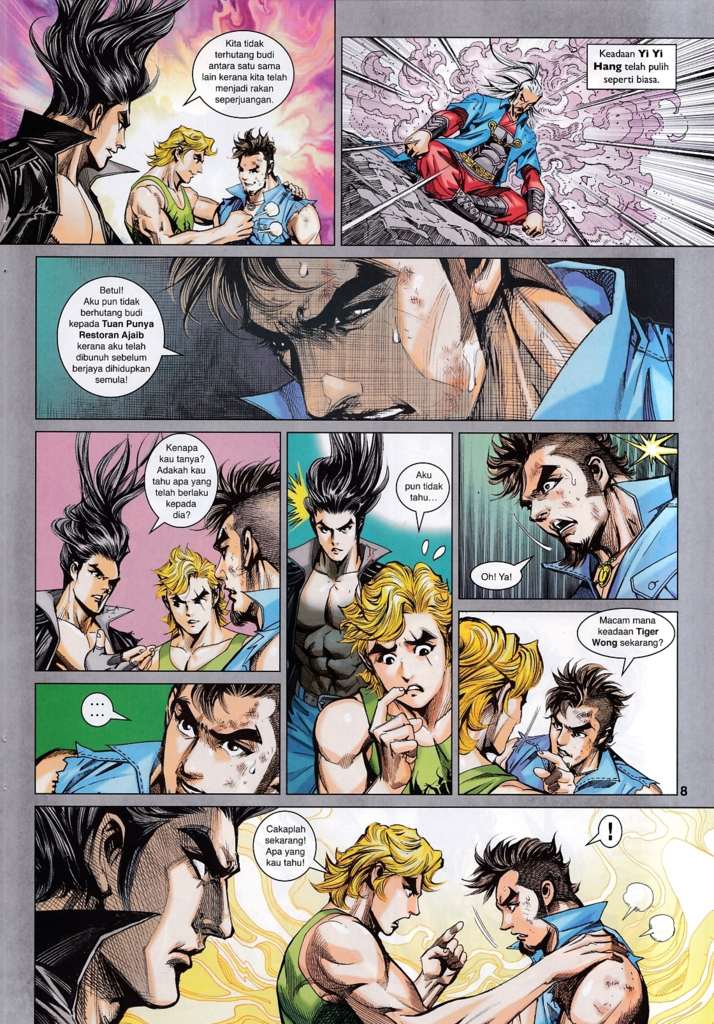 Kita tidak
terhutang budi
antara satu sama
lain kerana kita telah
menjadi rakan
seperjuangan.
Keadaan Yi Yi
Hang telah pulih
seperti biasa.
Betul!
Aku pun tidak
berhutang budi
kepada Tuan Punya
Restoran Ajaib
kerana aku telah
dibunuh sebelum
berjaya dihidupkan
semula!
Kenapa
kau tanya?
Adakah kau
tahu apa yang
telah berlaku
kepada
dia?
Aku
pun tidak
tahu...
Oh! Ya!
Macam mana
keadaan Tiger
Wong sekarang?
...
...
8
Cakaplah
sekarang!
Apa yang
kau tahu!
!